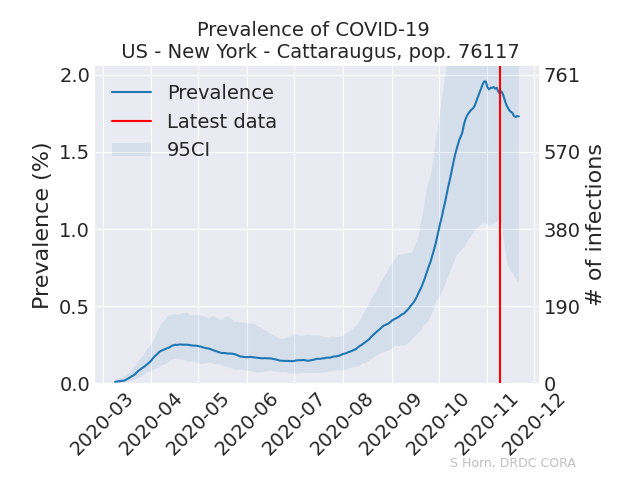 Prevalence of COVID-19
US - New York - Cattaraugus, pop. 76117
Prevalence (%)
2.0
1.5
1.0
0.5
0.0
Prevalence
Latest data
95CI
761
570
380
190
0
# of infections
2020-03
2020-04
2020-05
2020-06
2020-07
2020-08
2020-09
2020-10
2020-11
2020-12
S Horn, DRDC CORA